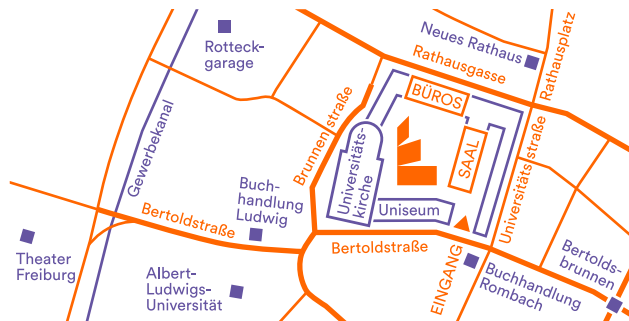 Rotteck-
garage
Neues Rathaus
Rathausplatz
Rathausgasse
BÜROS
Gewerbekanal
Brunnenstraße
Universitäts-
kirche
SAAL
Universitätsstraße
Buch-
handlung
Ludwig
Uniseum
Bertoldstraße
Bertoldstraße
Theater
Freiburg
Albert-
Ludwigs-
Universität
EINGANG
Buchhandlung
Rombach
Bertolds-
brunnen